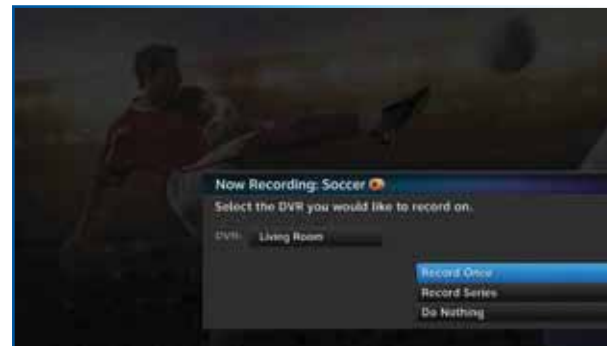 Now Recording: Soccer
Select the DVR you would like to record on.
DVR: Living Room
Record Once
Record Series
Do Nothing